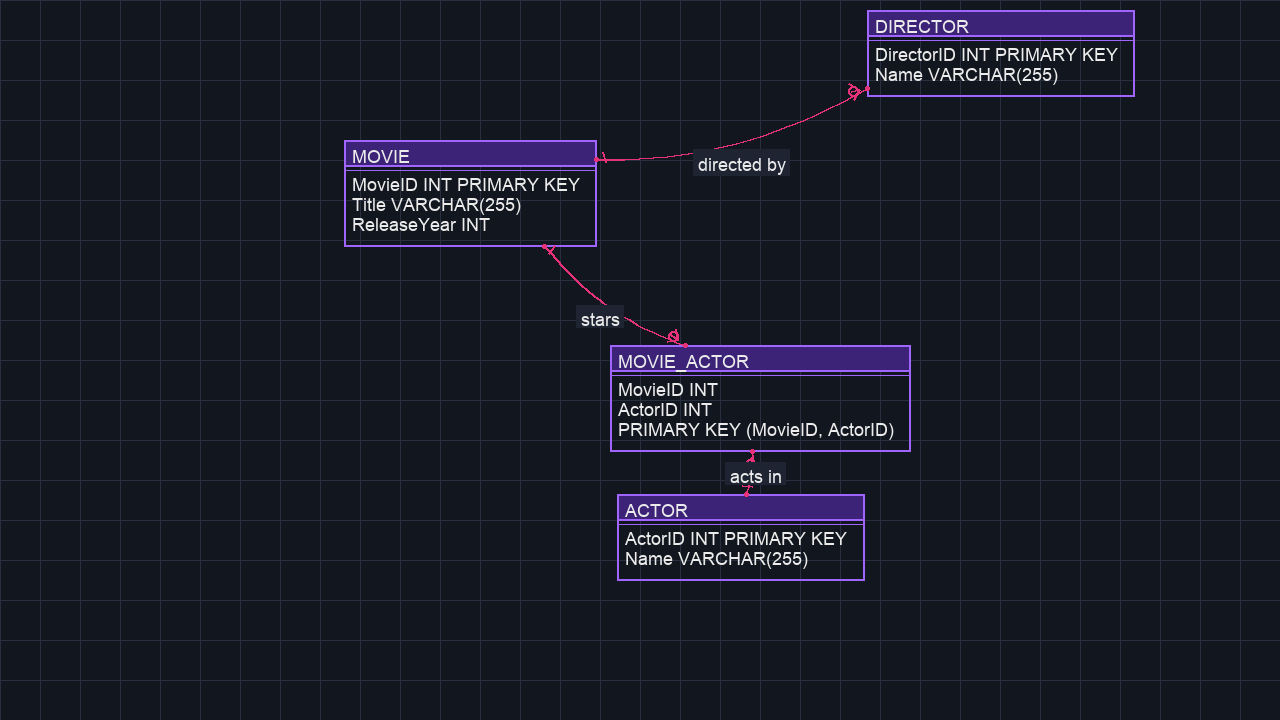 DIRECTOR
DirectorID INT PRIMARY KEY
Name VARCHAR(255)
directed by
MOVIE
MovieID INT PRIMARY KEY
Title VARCHAR(255)
ReleaseYear INT
stars
MOVIE_ACTOR
MovieID INT
ActorID INT
PRIMARY KEY (MovieID, ActorID)
acts in
ACTOR
ActorID INT PRIMARY KEY
Name VARCHAR(255)